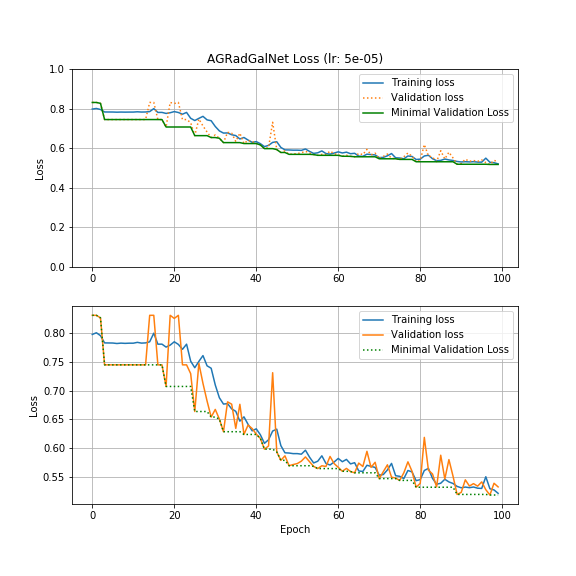 AGRadGalNet Loss (lr: 5e-05)
1.0
0.8
0.6
0.4
0.2
0.0
Loss
Training loss
Validation loss
Minimal Validation Loss
0 20 40 60 80 100
0.80
0.75
0.70
0.65
0.60
0.55
Loss
Training loss
Validation loss
Minimal Validation Loss
0 20 40 60 80 100
Epoch